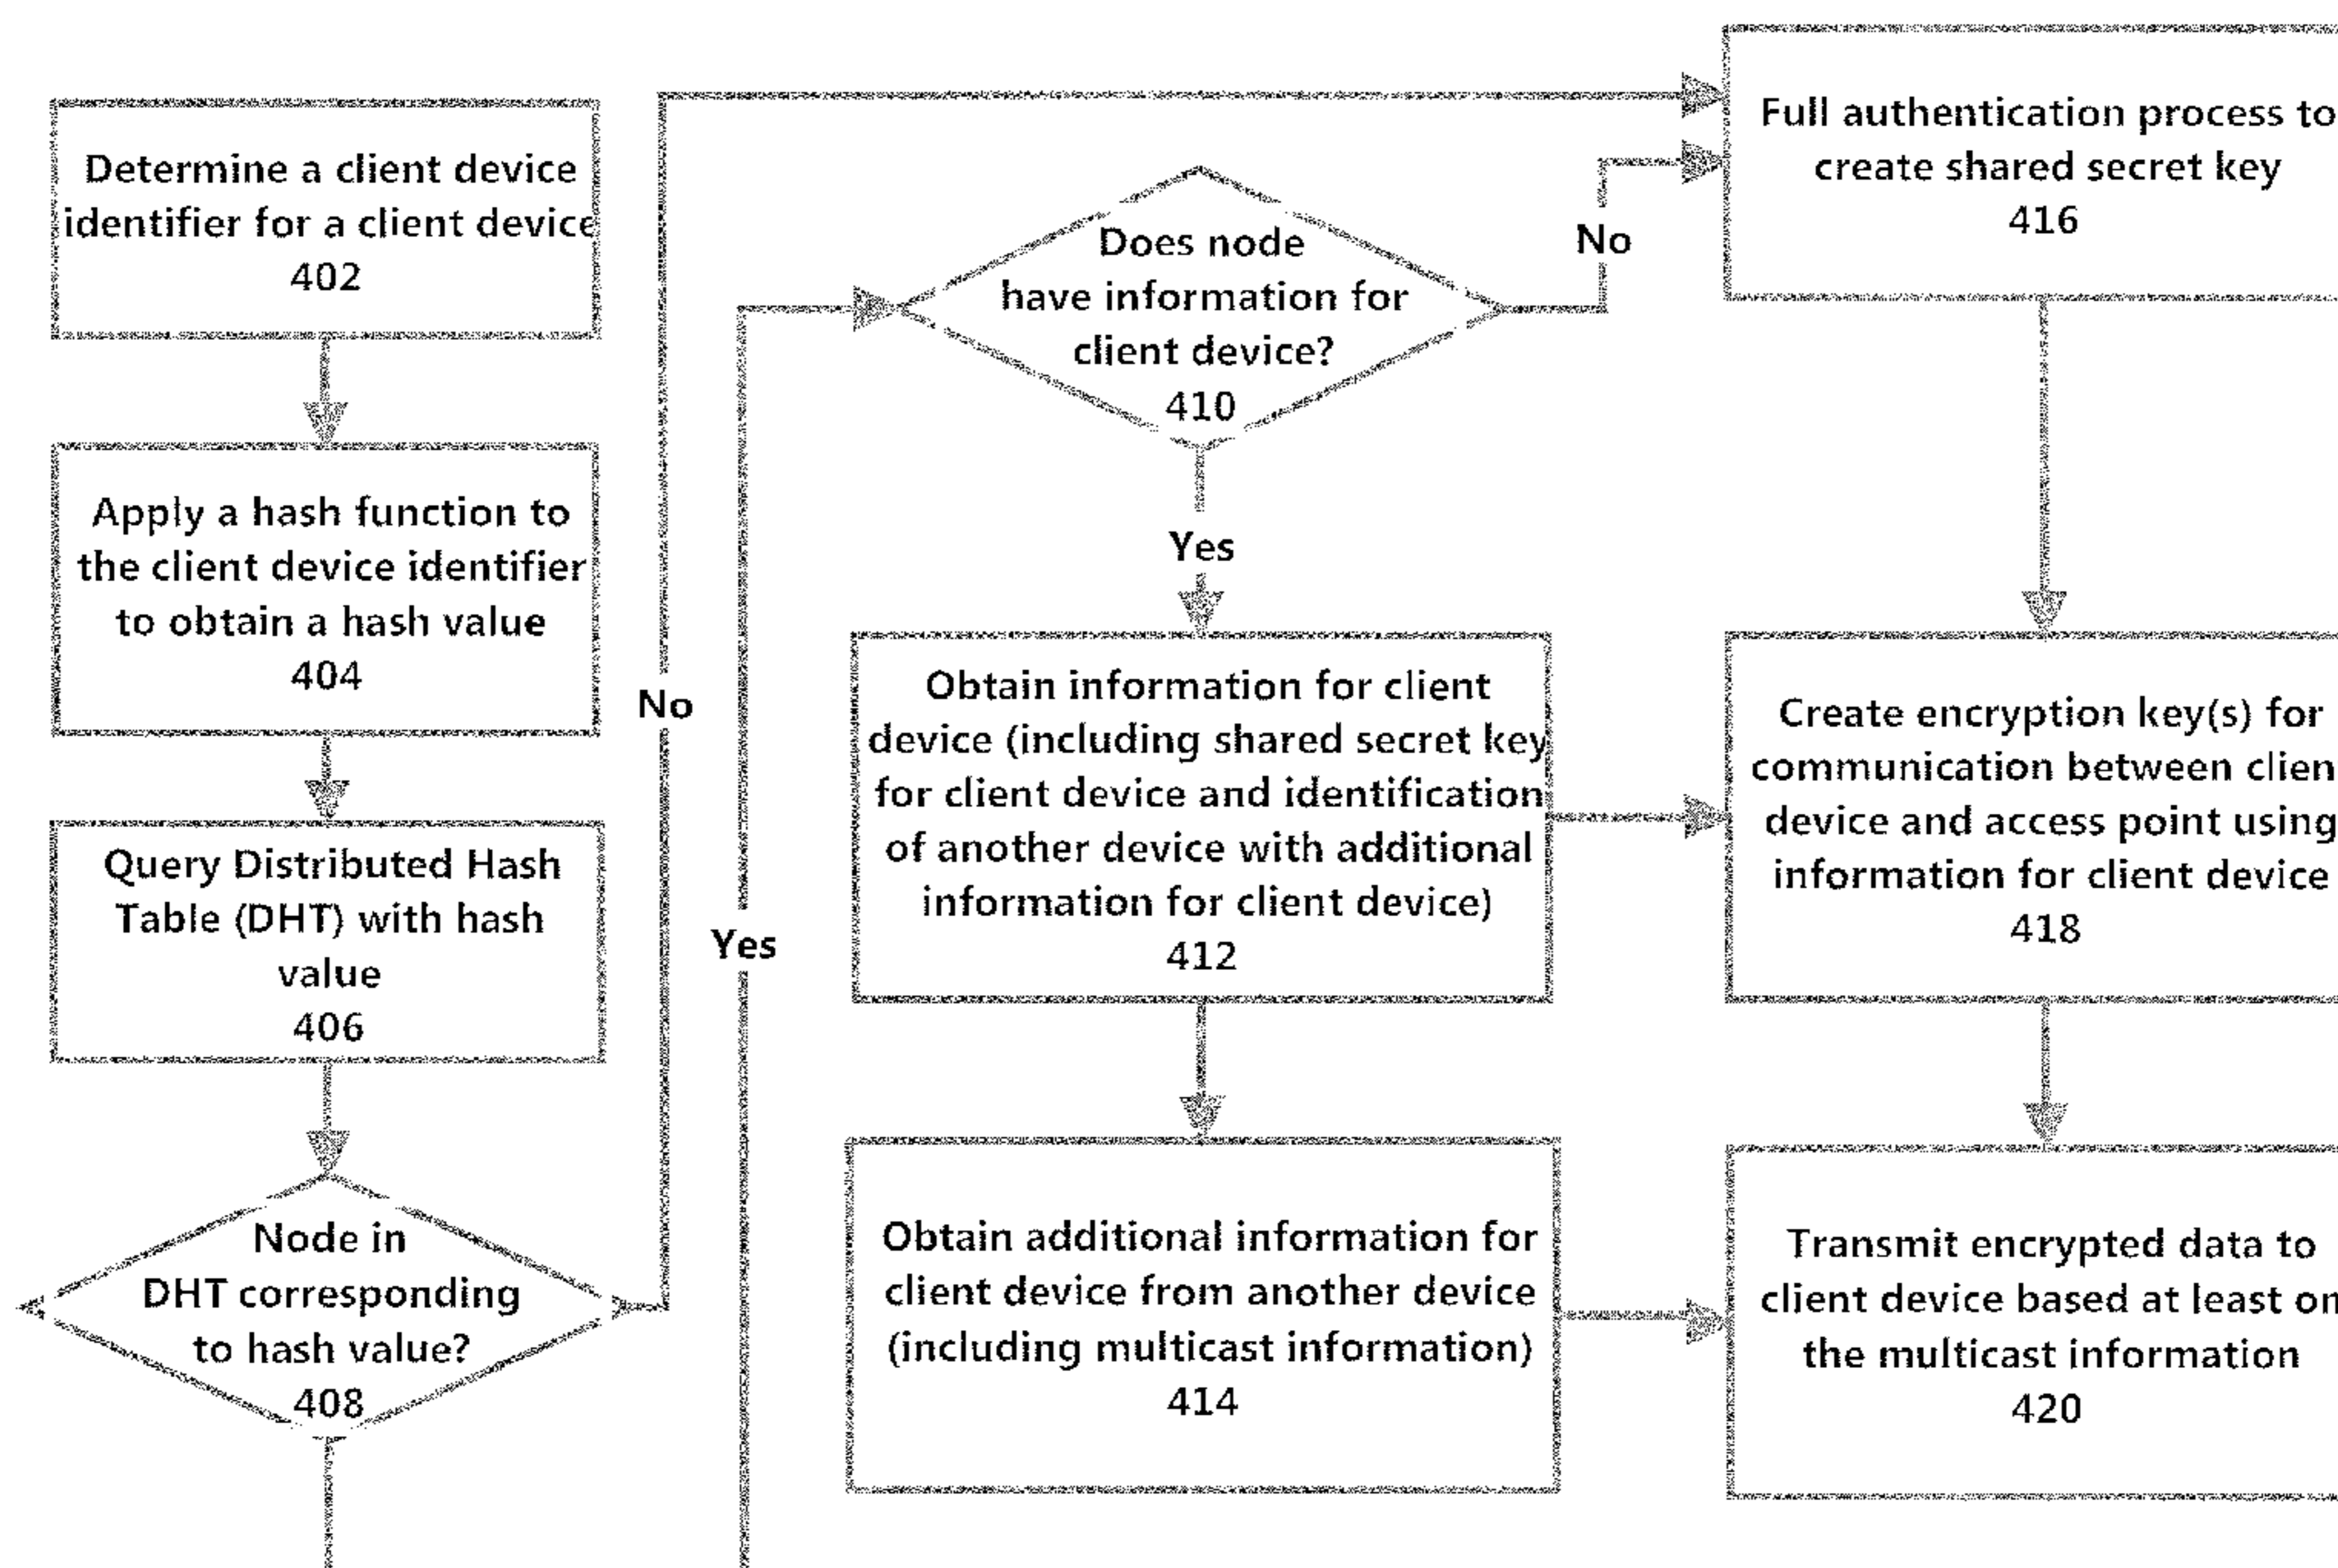 Determine a client device
identifier for a client device
402
Apply a hash function to
the client device identifier
to obtain a hash value
404
Query Distributed Hash
Table (DHT) with hash
value
406
Node in
DHT corresponding
to hash value?
408
No
Yes
Does node
have information for
client device?
410
No
Yes
Obtain information for client
device (including shared secret key
for client device and identification
of another device with additional
information for client device)
412
Obtain additional information for
client device from another device
(including multicast information)
414
Full authentication process to
create shared secret key
416
Create encryption key(s) for
communication between clien
device and access point using
information for client device
418
Transmit encrypted data to
client device based at least on
the multicast information
420